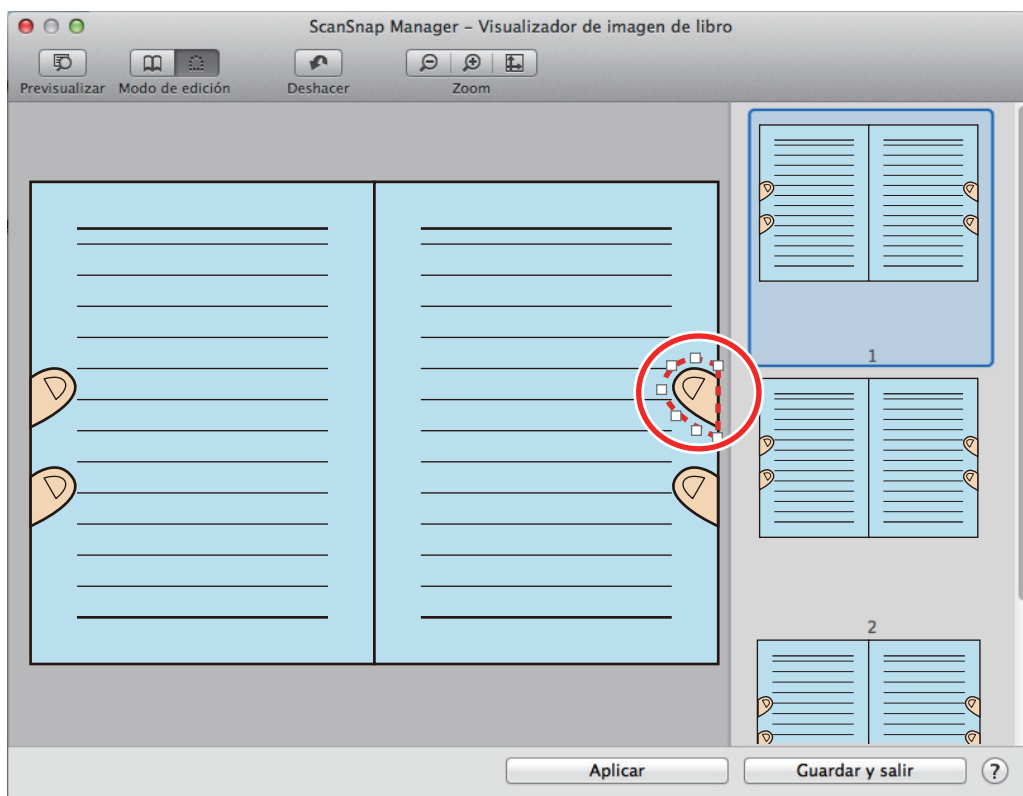 ScanSnap Manager – Visualizador de imagen de libro
Previsualizar Modo de edición Deshacer Zoom
1
2
Aplicar Guardar y salir ?